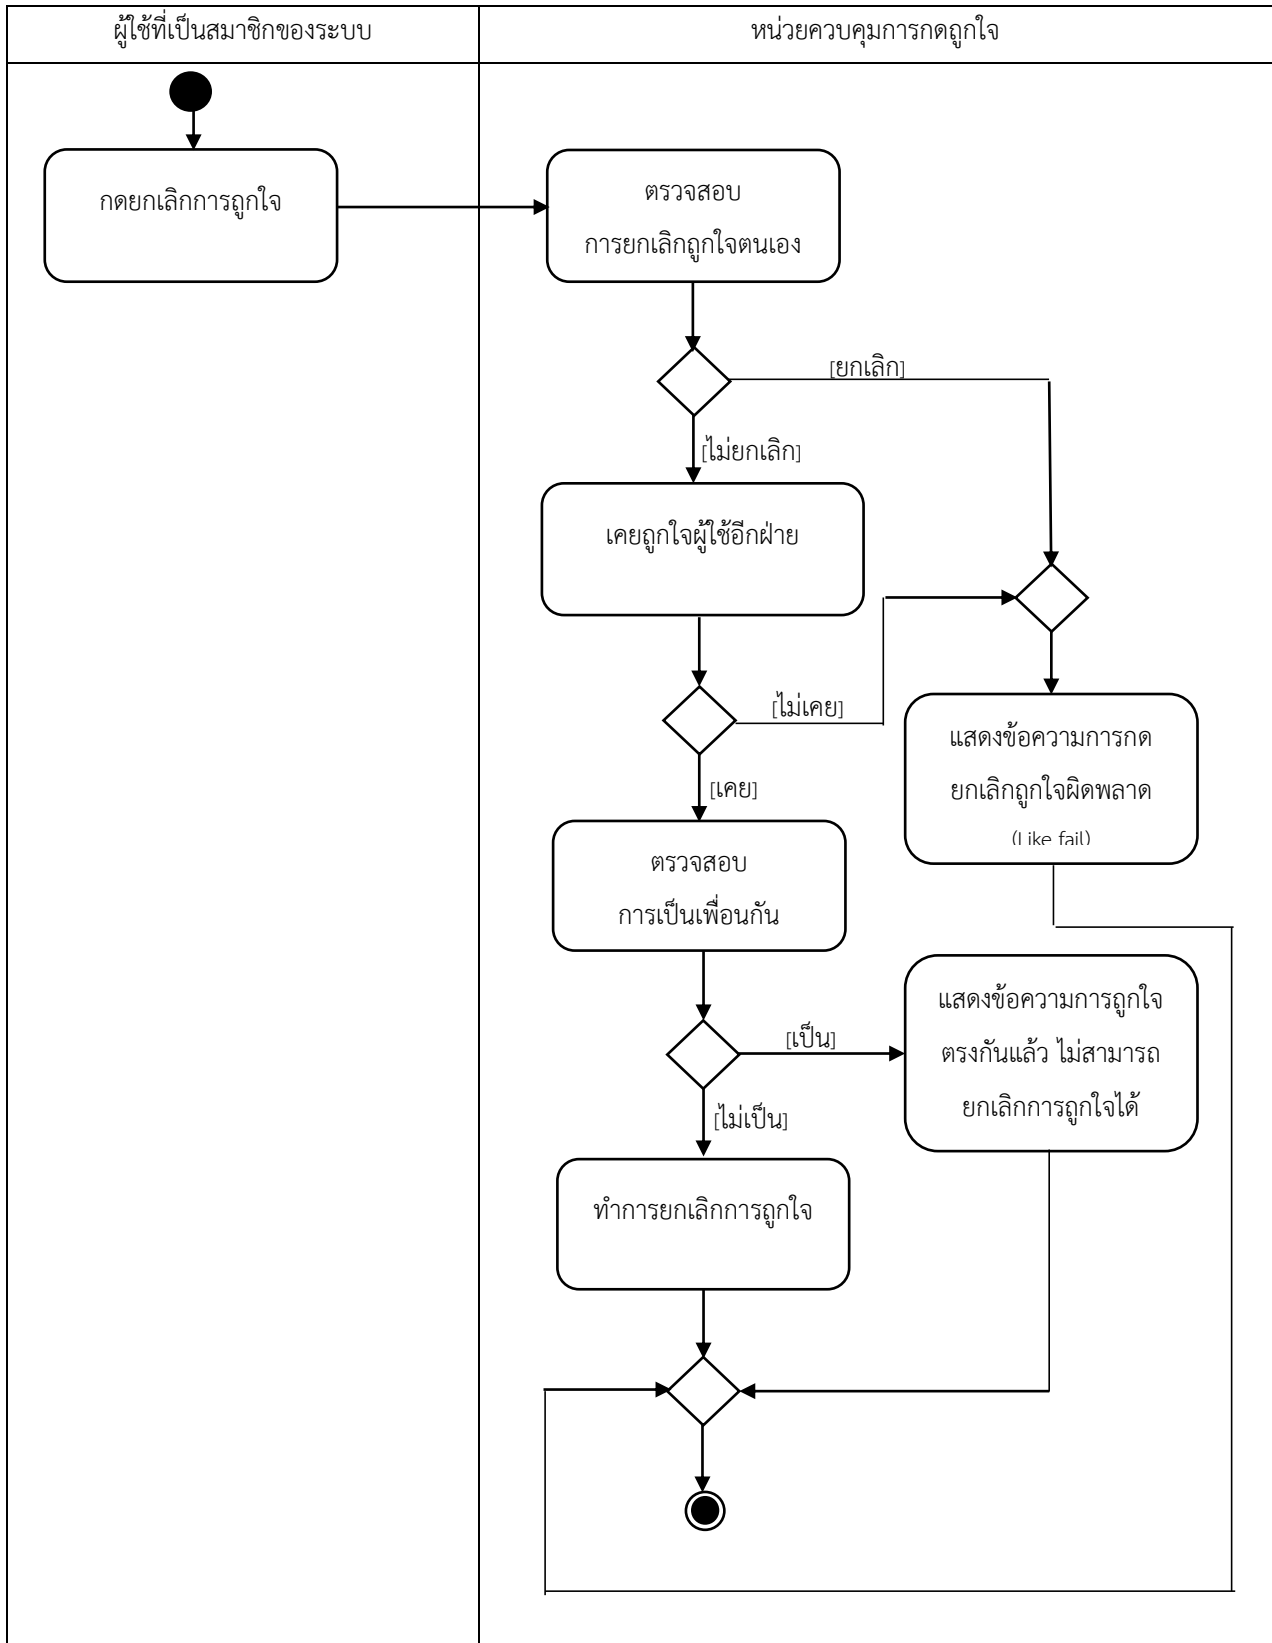 ผู้ใช้ที่เป็นสมาชิกของระบบ
หน่วยควบคุมการกดถูกใจ
กดยกเลิกการถูกใจ
ตรวจสอบ
การยกเลิกถูกใจตนเอง
[ยกเลิก]
[ไม่ยกเลิก]
เคยถูกใจผู้ใช้อีกฝ่าย
[ไม่เคย]
แสดงข้อความการกด
ยกเลิกถูกใจผิดพลาด
(Like fail)
[เคย]
ตรวจสอบ
การเป็นเพื่อนกัน
[เป็น]
แสดงข้อความการถูกใจ
ตรงกันแล้ว ไม่สามารถ
ยกเลิกการถูกใจได้
[ไม่เป็น]
ทำการยกเลิกการถูกใจ